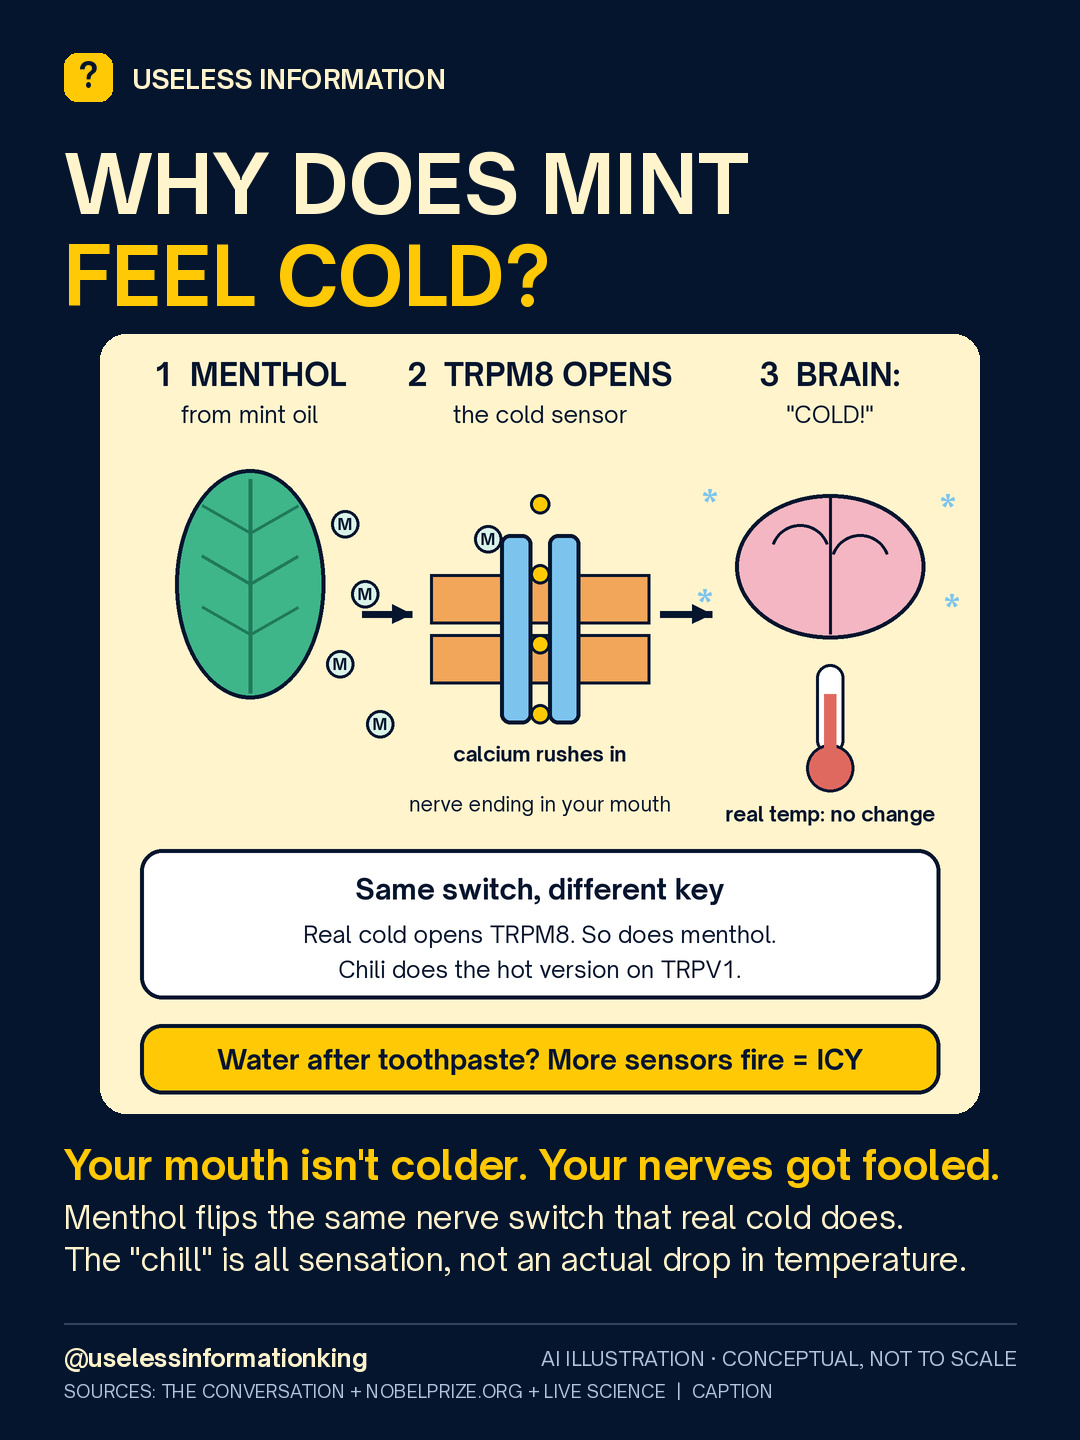 ?
USELESS INFORMATION
WHY DOES MINT
FEEL COLD?
1 MENTHOL
from mint oil
2 TRPM8 OPENS
the cold sensor
3 BRAIN:
"COLD!"
M
M
M
M
M
calcium rushes in
nerve ending in your mouth
real temp: no change
Same switch, different key
Real cold opens TRPM8. So does menthol.
Chili does the hot version on TRPV1.
Water after toothpaste? More sensors fire = ICY
Your mouth isn't colder. Your nerves got fooled.
Menthol flips the same nerve switch that real cold does.
The "chill" is all sensation, not an actual drop in temperature.
@uselessinformationking
AI ILLUSTRATION · CONCEPTUAL, NOT TO SCALE
SOURCES: THE CONVERSATION + NOBELPRIZE.ORG + LIVE SCIENCE | CAPTION